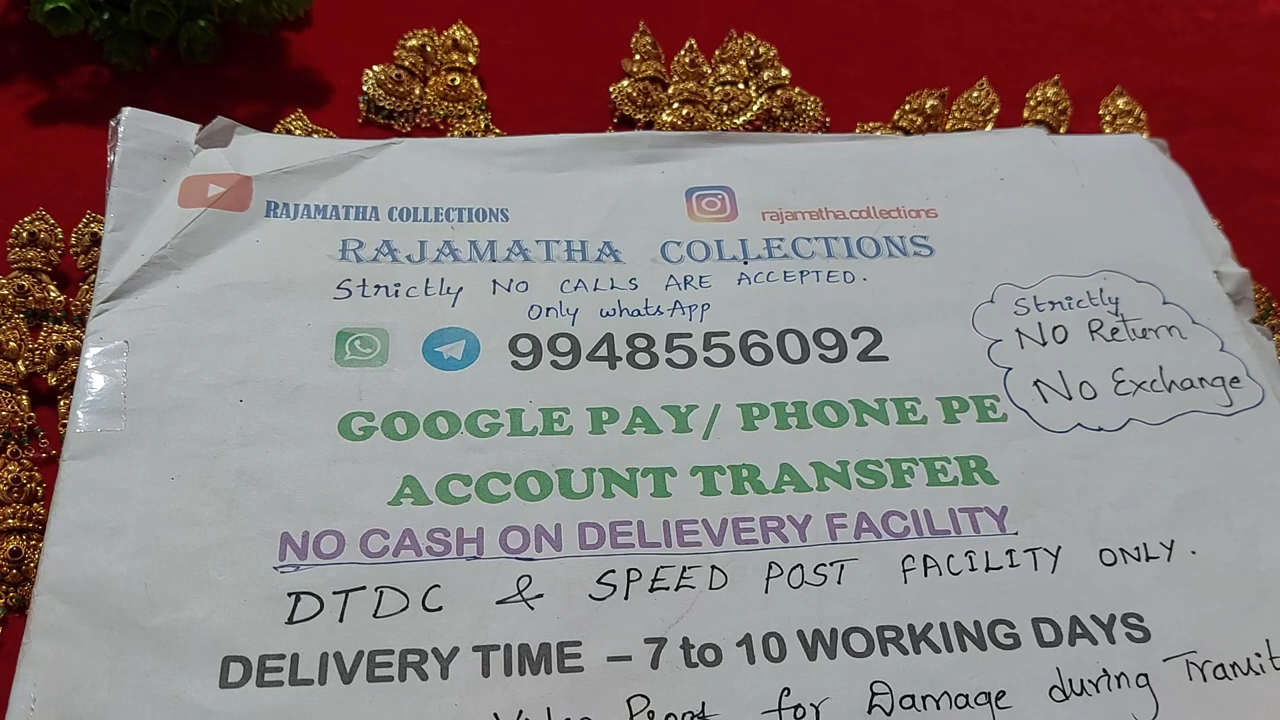 RAJAMATHA COLLECTIONS
rajamatha.collections
RAJAMATHA COLLECTIONS
Strictly NO CALLS ARE ACCEPTED.
Only whatsApp
9948556092
Strictly
NO Return
No Exchange
GOOGLE PAY/ PHONE PE
ACCOUNT TRANSFER
NO CASH ON DELIEVERY FACILITY
DTDC & SPEED POST FACILITY ONLY.
DELIVERY TIME – 7 to 10 WORKING DAYS
for Damage during Transit